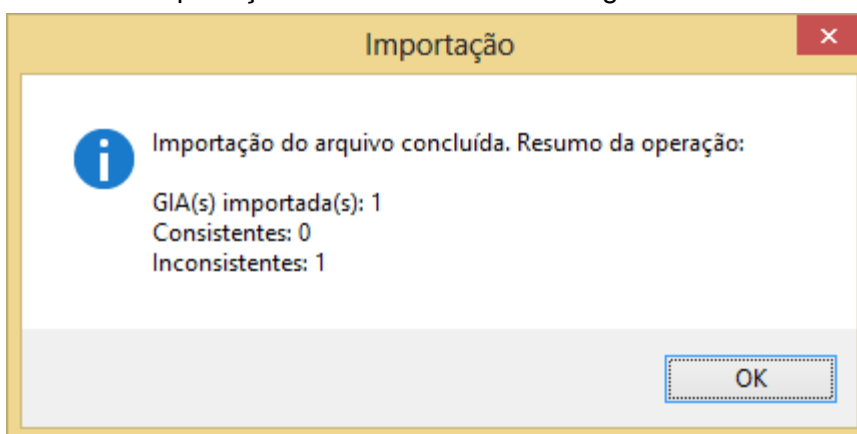 Importação
Importação do arquivo concluída. Resumo da operação:
GIA(s) importada(s): 1
Consistentes: 0
Inconsistentes: 1
OK